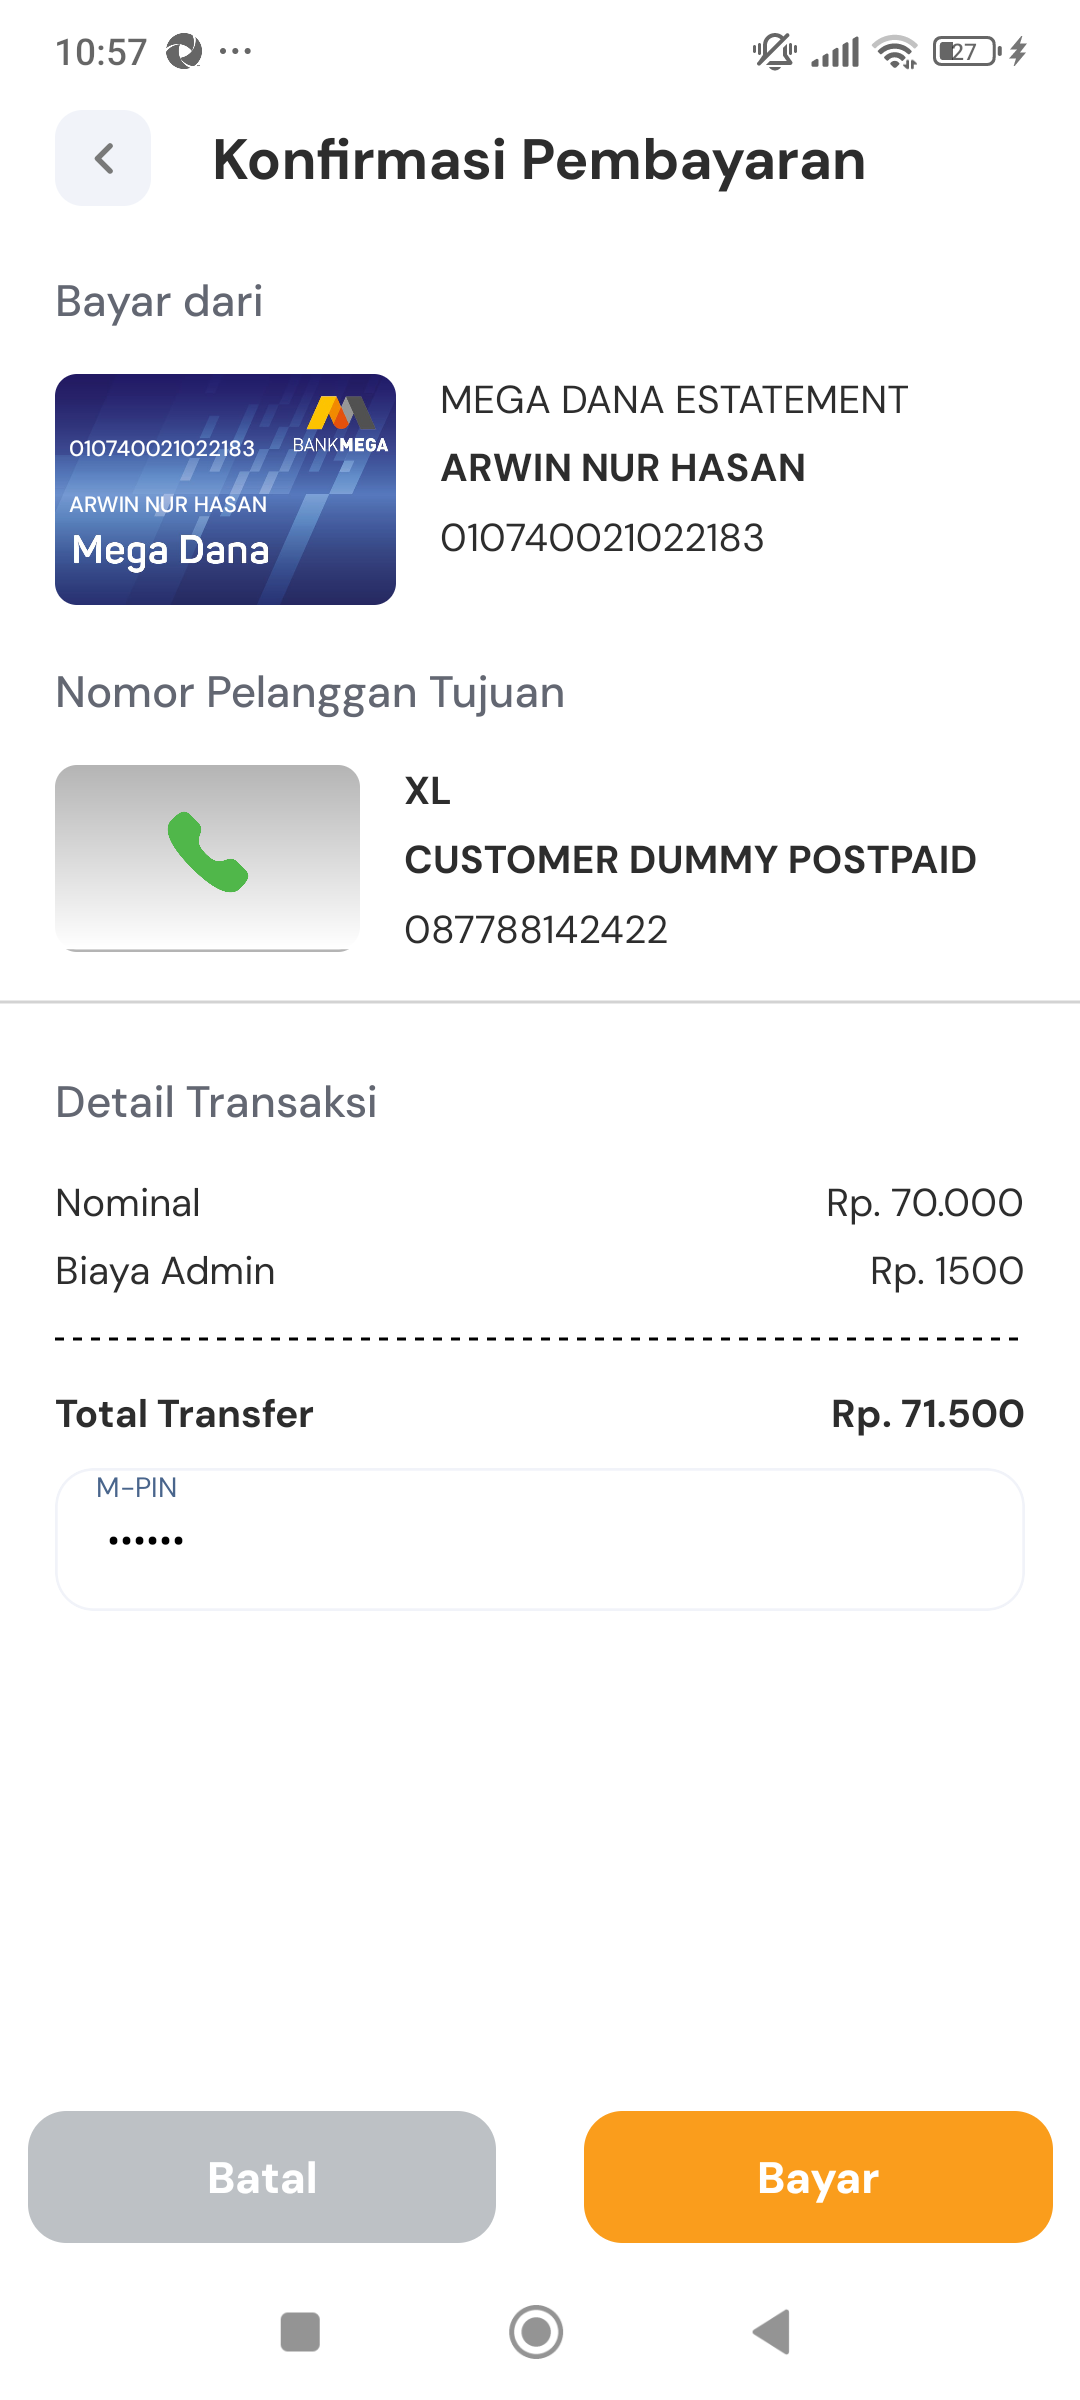 10:57
27
Konfirmasi Pembayaran
Bayar dari
010740021022183
BANKMEGA
ARWIN NUR HASAN
Mega Dana
MEGA DANA ESTATEMENT
ARWIN NUR HASAN
010740021022183
Nomor Pelanggan Tujuan
XL
CUSTOMER DUMMY POSTPAID
087788142422
Detail Transaksi
Nominal Rp. 70.000
Biaya Admin Rp. 1500
Total Transfer Rp. 71.500
M-PIN
••••••
Batal Bayar